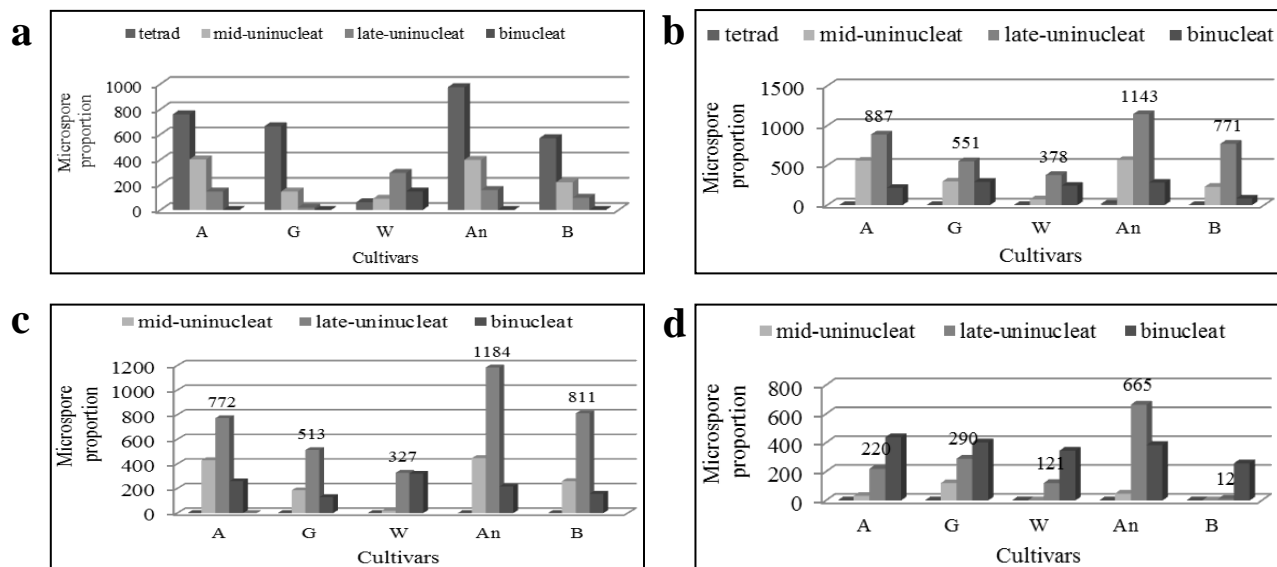 a
tetrad mid-uninucleat late-uninucleat binucleat
Microspore
proportion
1000
800
600
400
200
0
A G W An B
Cultivars
b
tetrad mid-uninucleat late-uninucleat binucleat
Microspore
proportion
1500
1000
500
0
887 551 378 1143 771
A G W An B
Cultivars
c
mid-uninucleat late-uninucleat binucleat
Microspore
proportion
1200
1000
800
600
400
200
0
772 513 327 1184 811
A G W An B
Cultivars
d
mid-uninucleat late-uninucleat binucleat
Microspore
proportion
800
600
400
200
0
220 290 121 665 12
A G W An B
Cultivars